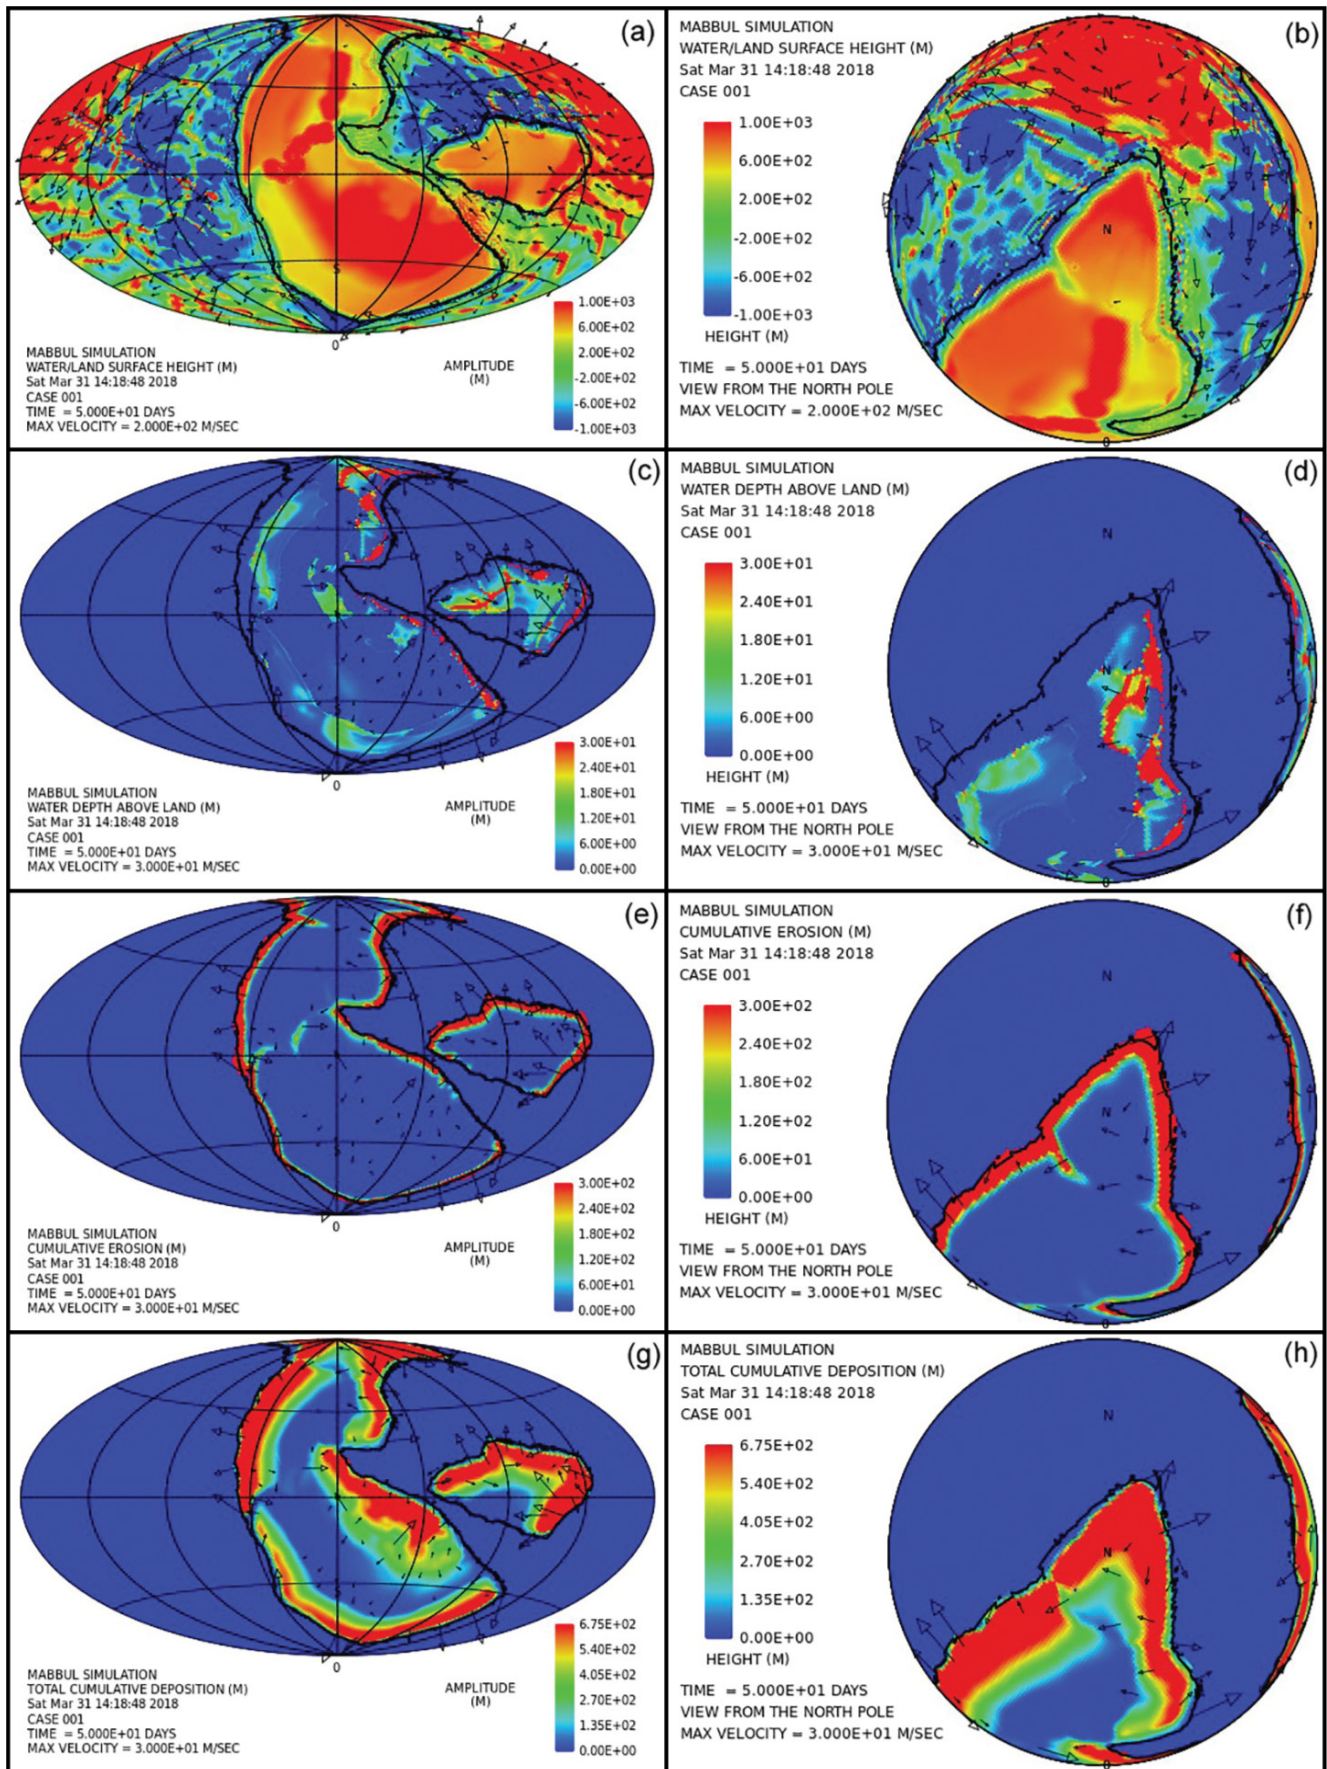 (a)
S
0
1.00E+03
6.00E+02
2.00E+02
-2.00E+02
-6.00E+02
-1.00E+03
MABBUL SIMULATION
WATER/LAND SURFACE HEIGHT (M)
Sat Mar 31 14:18:48 2018
CASE 001
TIME = 5.000E+01 DAYS
MAX VELOCITY = 2.000E+02 M/SEC
AMPLITUDE
(M)
(b)
MABBUL SIMULATION
WATER/LAND SURFACE HEIGHT (M)
Sat Mar 31 14:18:48 2018
CASE 001
1.00E+03
6.00E+02
2.00E+02
-2.00E+02
-6.00E+02
-1.00E+03
HEIGHT (M)
TIME = 5.000E+01 DAYS
VIEW FROM THE NORTH POLE
MAX VELOCITY = 2.000E+02 M/SEC
N
N
0
(c)
S
0
3.00E+01
2.40E+01
1.80E+01
1.20E+01
6.00E+00
0.00E+00
MABBUL SIMULATION
WATER DEPTH ABOVE LAND (M)
Sat Mar 31 14:18:48 2018
CASE 001
TIME = 5.000E+01 DAYS
MAX VELOCITY = 3.000E+01 M/SEC
AMPLITUDE
(M)
(d)
MABBUL SIMULATION
WATER DEPTH ABOVE LAND (M)
Sat Mar 31 14:18:48 2018
CASE 001
3.00E+01
2.40E+01
1.80E+01
1.20E+01
6.00E+00
0.00E+00
HEIGHT (M)
TIME = 5.000E+01 DAYS
VIEW FROM THE NORTH POLE
MAX VELOCITY = 3.000E+01 M/SEC
N
N
0
(e)
S
0
3.00E+02
2.40E+02
1.80E+02
1.20E+02
6.00E+01
0.00E+00
MABBUL SIMULATION
CUMULATIVE EROSION (M)
Sat Mar 31 14:18:48 2018
CASE 001
TIME = 5.000E+01 DAYS
MAX VELOCITY = 3.000E+01 M/SEC
AMPLITUDE
(M)
(f)
MABBUL SIMULATION
CUMULATIVE EROSION (M)
Sat Mar 31 14:18:48 2018
CASE 001
3.00E+02
2.40E+02
1.80E+02
1.20E+02
6.00E+01
0.00E+00
HEIGHT (M)
TIME = 5.000E+01 DAYS
VIEW FROM THE NORTH POLE
MAX VELOCITY = 3.000E+01 M/SEC
N
N
0
(g)
S
0
6.75E+02
5.40E+02
4.05E+02
2.70E+02
1.35E+02
0.00E+00
MABBUL SIMULATION
TOTAL CUMULATIVE DEPOSITION (M)
Sat Mar 31 14:18:48 2018
CASE 001
TIME = 5.000E+01 DAYS
MAX VELOCITY = 3.000E+01 M/SEC
AMPLITUDE
(M)
(h)
MABBUL SIMULATION
TOTAL CUMULATIVE DEPOSITION (M)
Sat Mar 31 14:18:48 2018
CASE 001
6.75E+02
5.40E+02
4.05E+02
2.70E+02
1.35E+02
0.00E+00
HEIGHT (M)
TIME = 5.000E+01 DAYS
VIEW FROM THE NORTH POLE
MAX VELOCITY = 3.000E+01 M/SEC
N
N
0